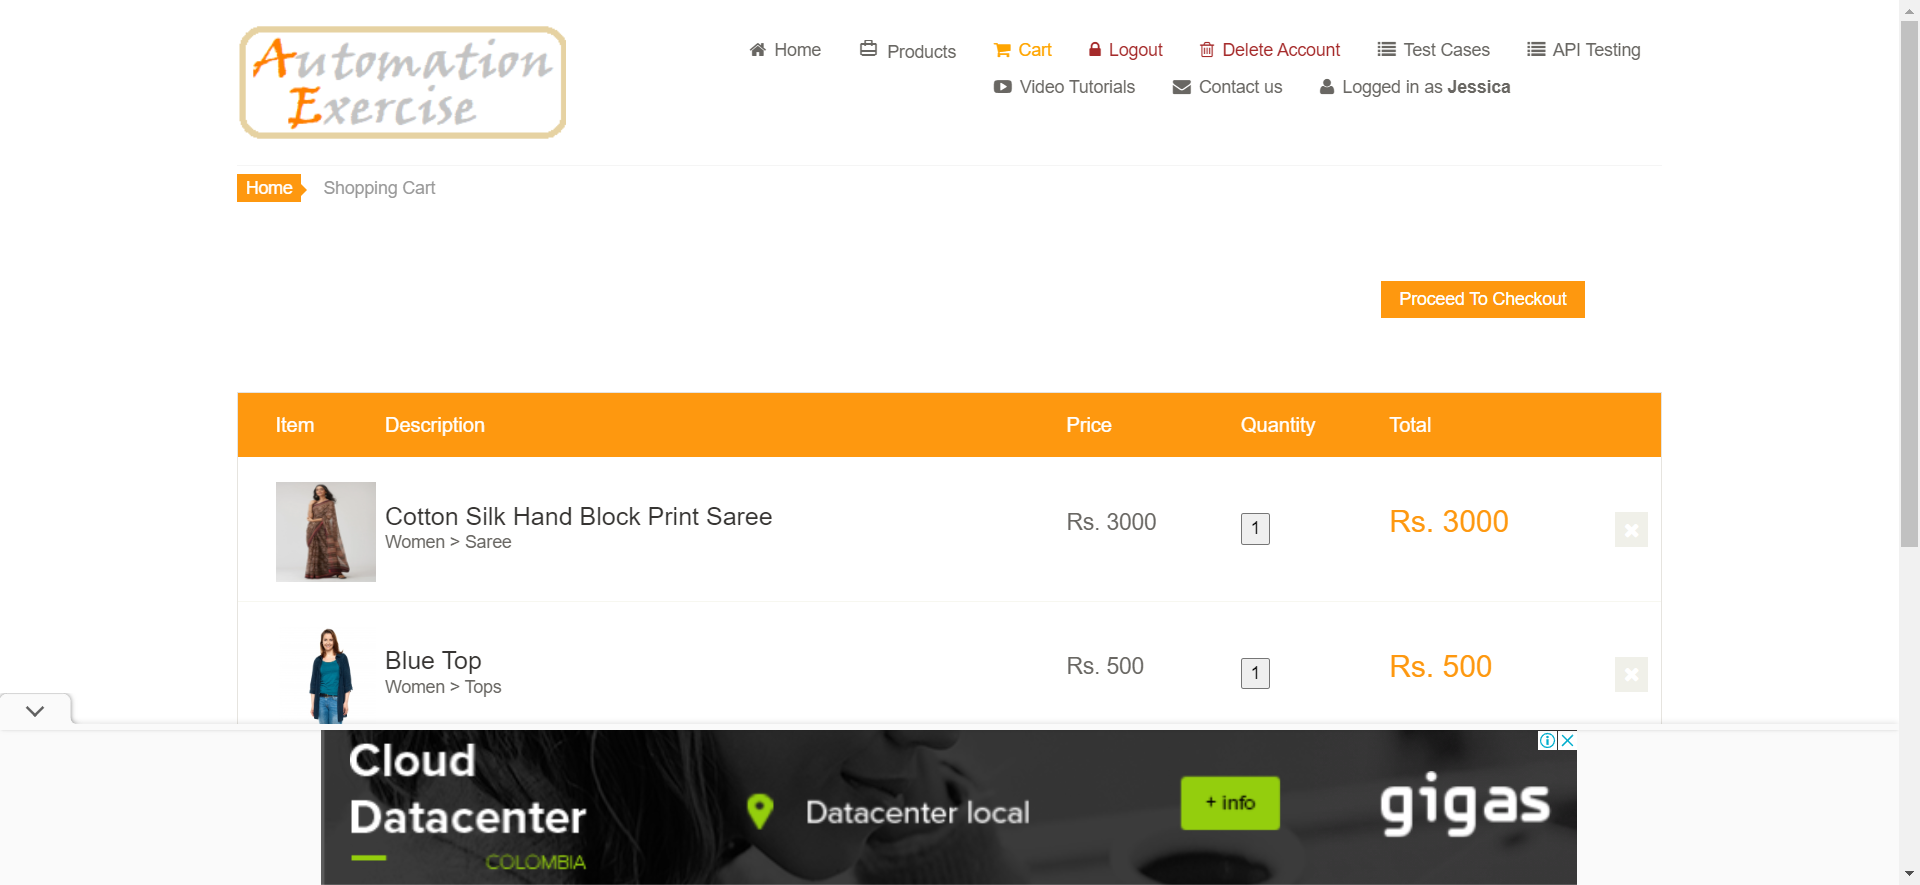 Automation
Exercise
Home
Products
Cart
Logout
Delete Account
Test Cases
API Testing
Video Tutorials
Contact us
Logged in as Jessica
Home
Shopping Cart
Proceed To Checkout
Item Description Price Quantity Total
Cotton Silk Hand Block Print Saree
Women > Saree
Rs. 3000
1
Rs. 3000
Blue Top
Women > Tops
Rs. 500
1
Rs. 500
Cloud
Datacenter
COLOMBIA
Datacenter local
+ info
gigas